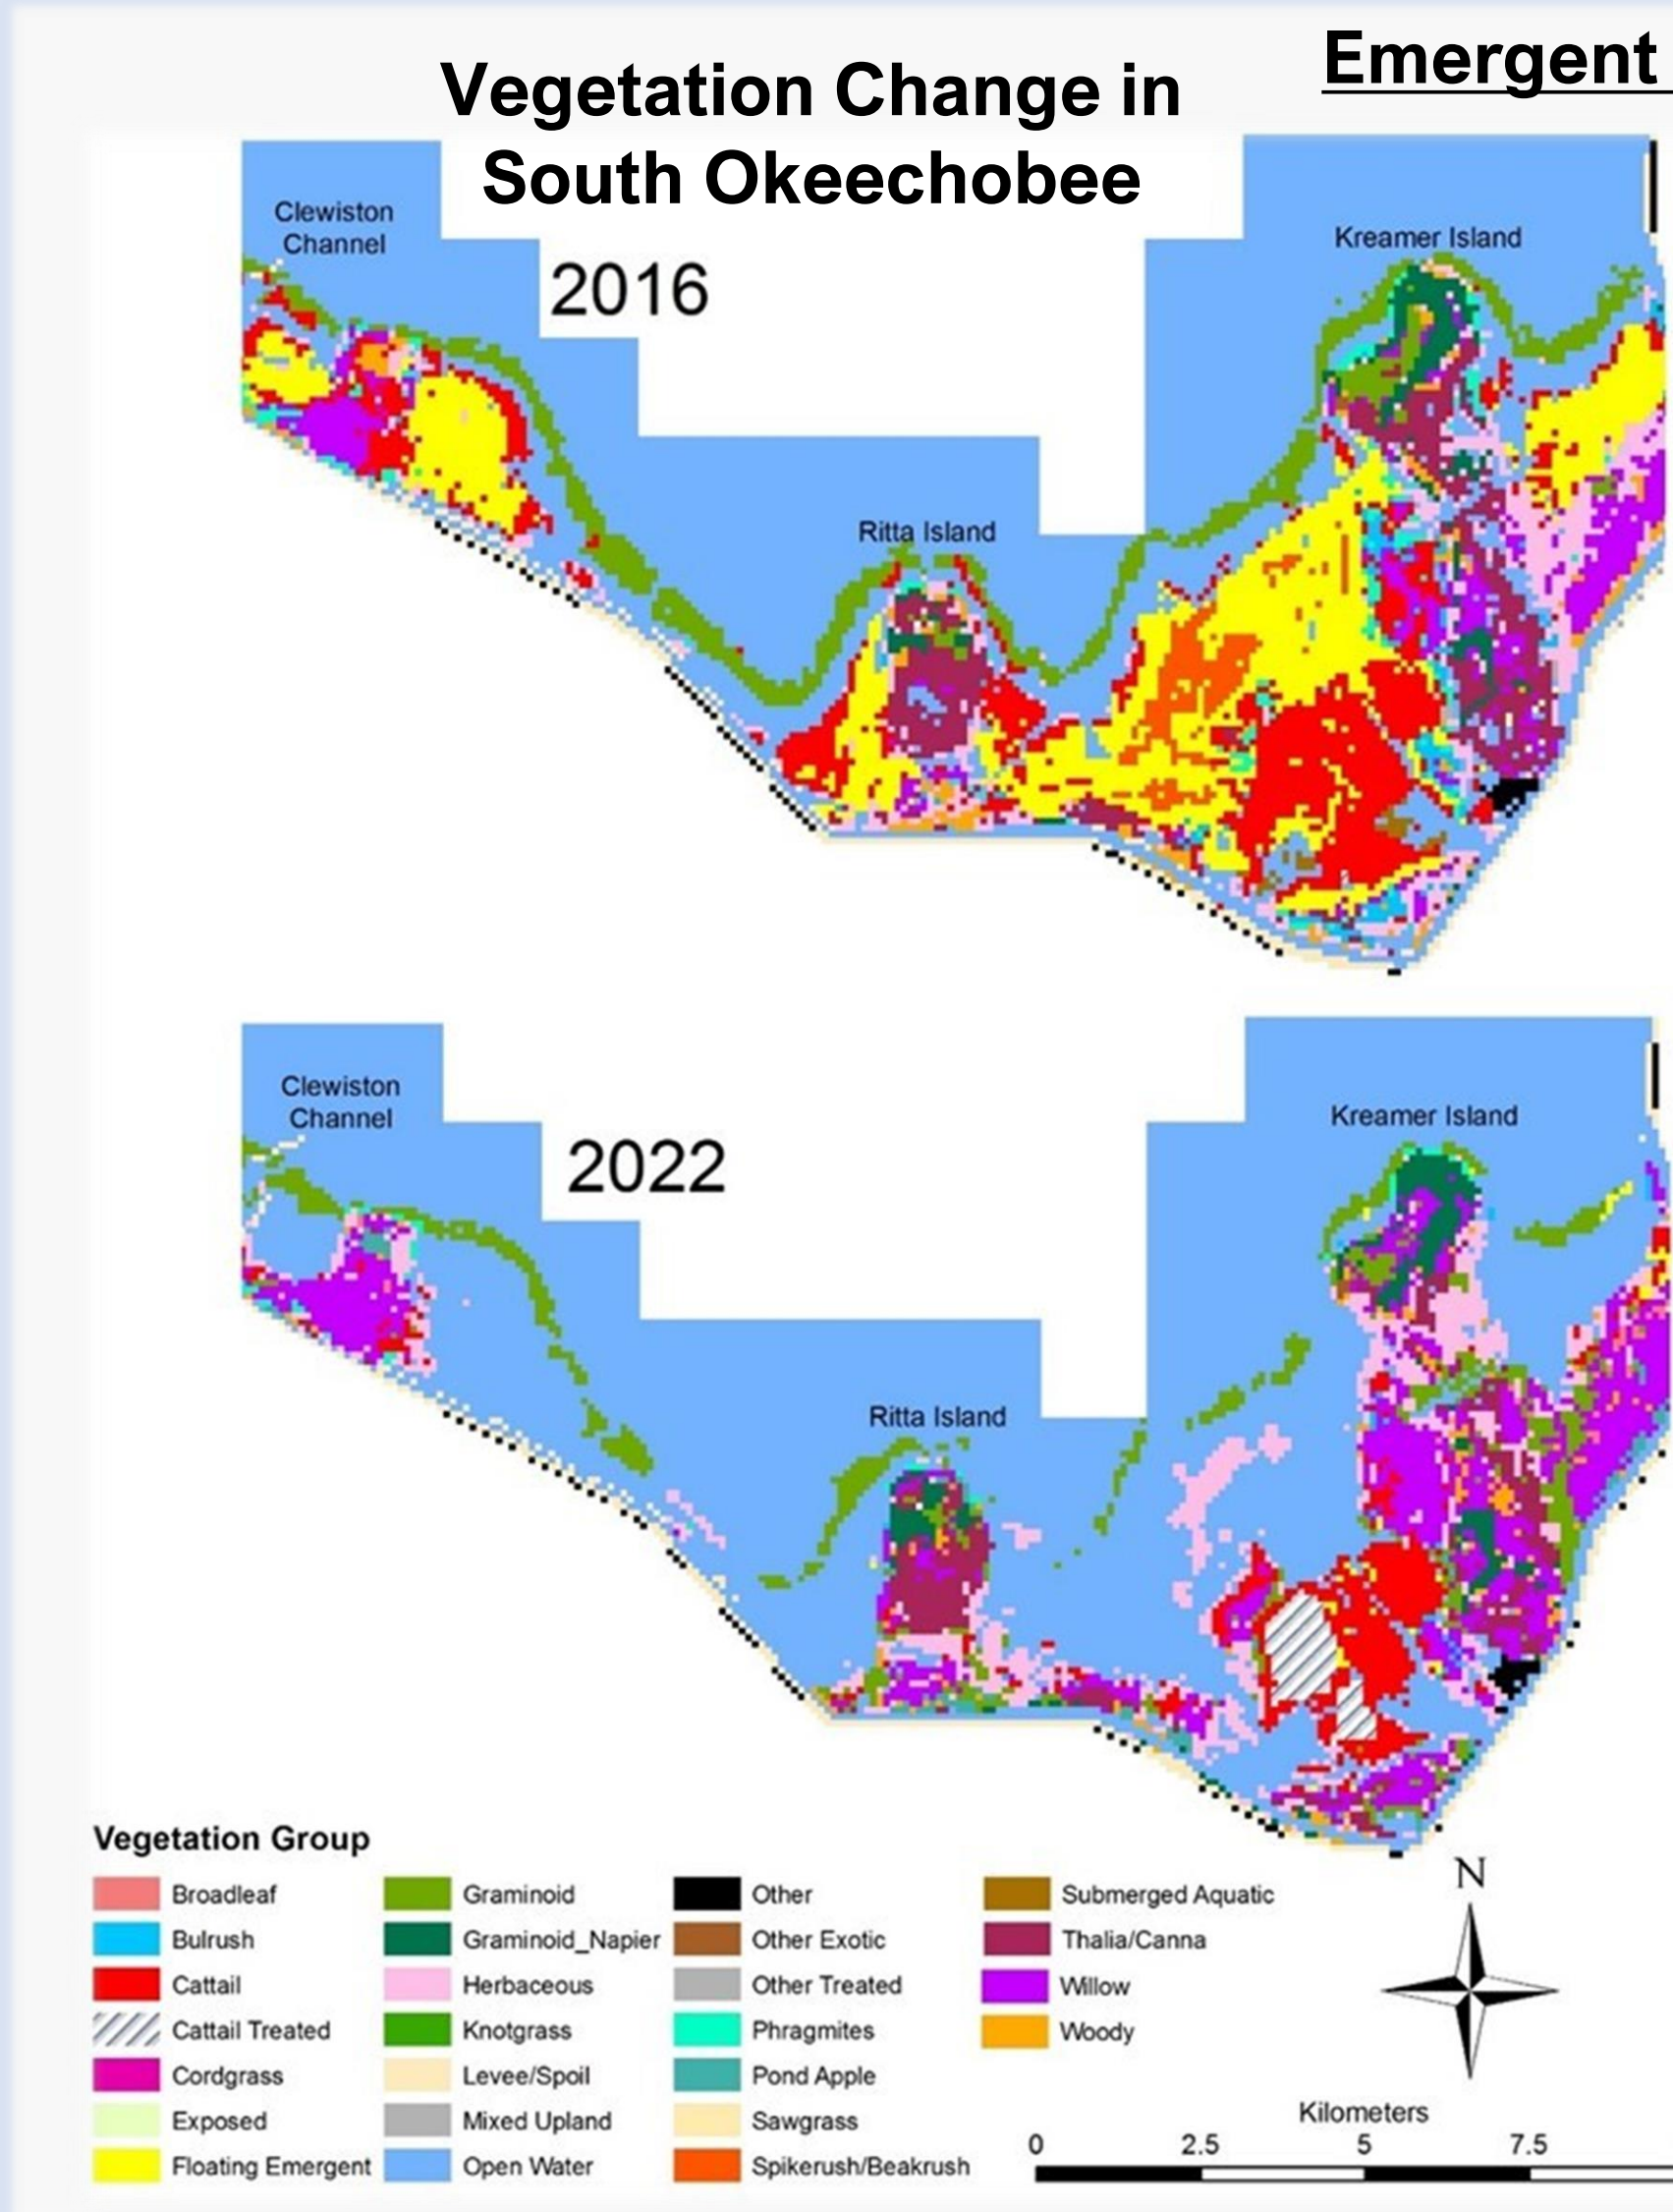 Emergent
Vegetation Change in
South Okeechobee
Clewiston
Channel
Kreamer Island
2016
Ritta Island
Clewiston
Channel
Kreamer Island
2022
Ritta Island
Vegetation Group
Broadleaf
Bulrush
Cattail
Cattail Treated
Cordgrass
Exposed
Floating Emergent
Graminoid
Graminoid_Napier
Herbaceous
Knotgrass
Levee/Spoil
Mixed Upland
Open Water
Other
Other Exotic
Other Treated
Phragmites
Pond Apple
Sawgrass
Spikerush/Beakrush
Submerged Aquatic
Thalia/Canna
Willow
Woody
N
Kilometers
0 2.5 5 7.5